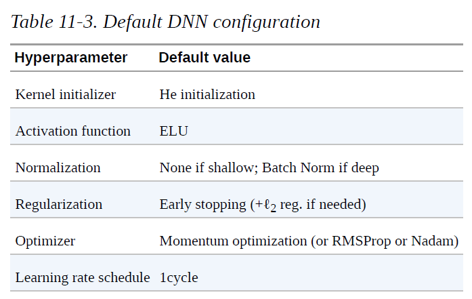 Table 11-3. Default DNN configuration
Hyperparameter Default value
Kernel initializer He initialization
Activation function ELU
Normalization None if shallow; Batch Norm if deep
Regularization Early stopping (+ℓ₂ reg. if needed)
Optimizer Momentum optimization (or RMSProp or Nadam)
Learning rate schedule 1cycle